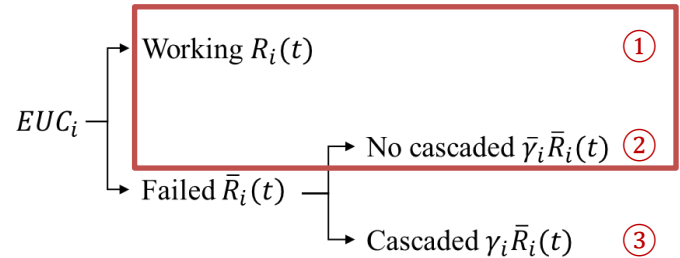 Working R_i(t) ①
EUC_i
No cascaded γ̄_i R̄_i(t) ②
Failed R̄_i(t)
Cascaded γ_i R̄_i(t) ③